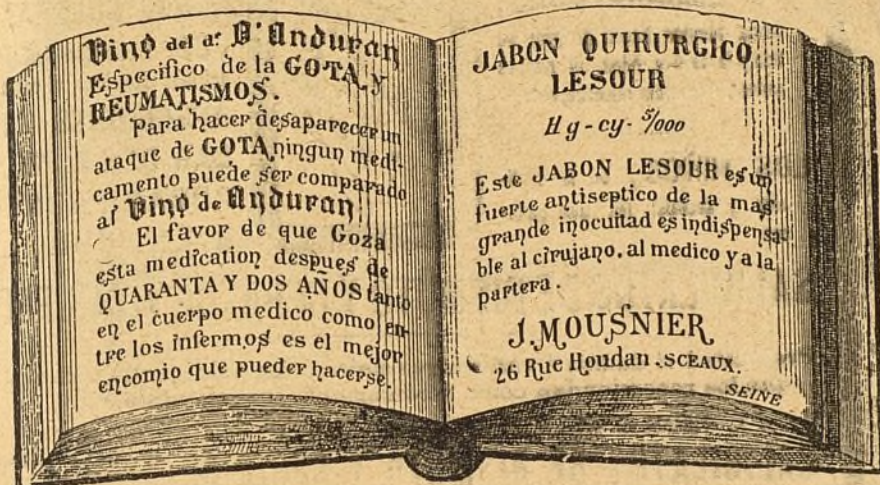 Vino del dr D'Anduran
Especifico de la GOTA y
REUMATISMOS.
Para hacer desaparecer un
ataque de GOTA ningun medi-
camento puede ser comparado
al Vino de Anduran
El favor de que Goza
esta medication despues de
QUARANTA Y DOS AÑOS tanto
en el cuerpo medico como en-
tre los infermos es el mejor
encomio que pueder hacerse.
JABON QUIRURGICO
LESOUR
Hg-cy- 5/000
Este JABON LESOUR es un
fuerte antiseptico de la mas
grande inocuitad es indispensa-
ble al cirujano. al medico y a la
partera.
J. MOUSNIER
26 Rue Houdan. SCEAUX.
SEINE